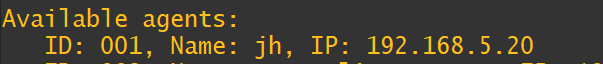 Available agents:
ID: 001, Name: jh, IP: 192.168.5.20